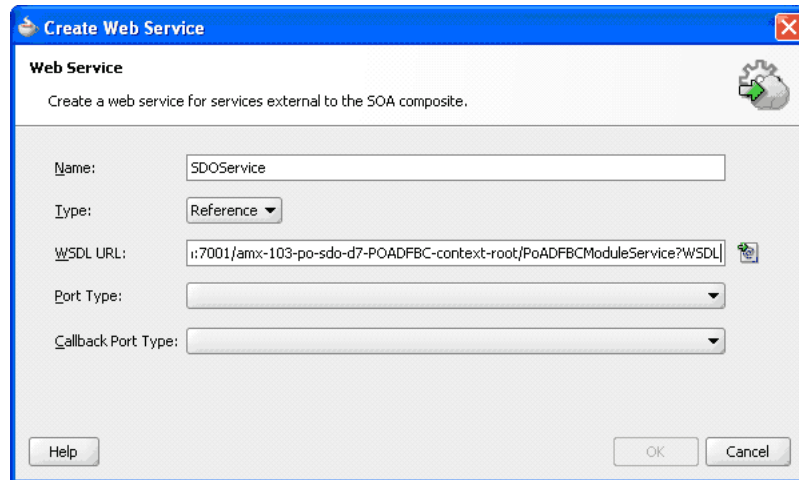 Create Web Service
Web Service
Create a web service for services external to the SOA composite.
Name: SDOService
Type: Reference
WSDL URL: :7001/amx-103-po-sdo-d7-POADFBC-context-root/PoADFBCModuleService?WSDL
Port Type:
Callback Port Type:
Help OK Cancel